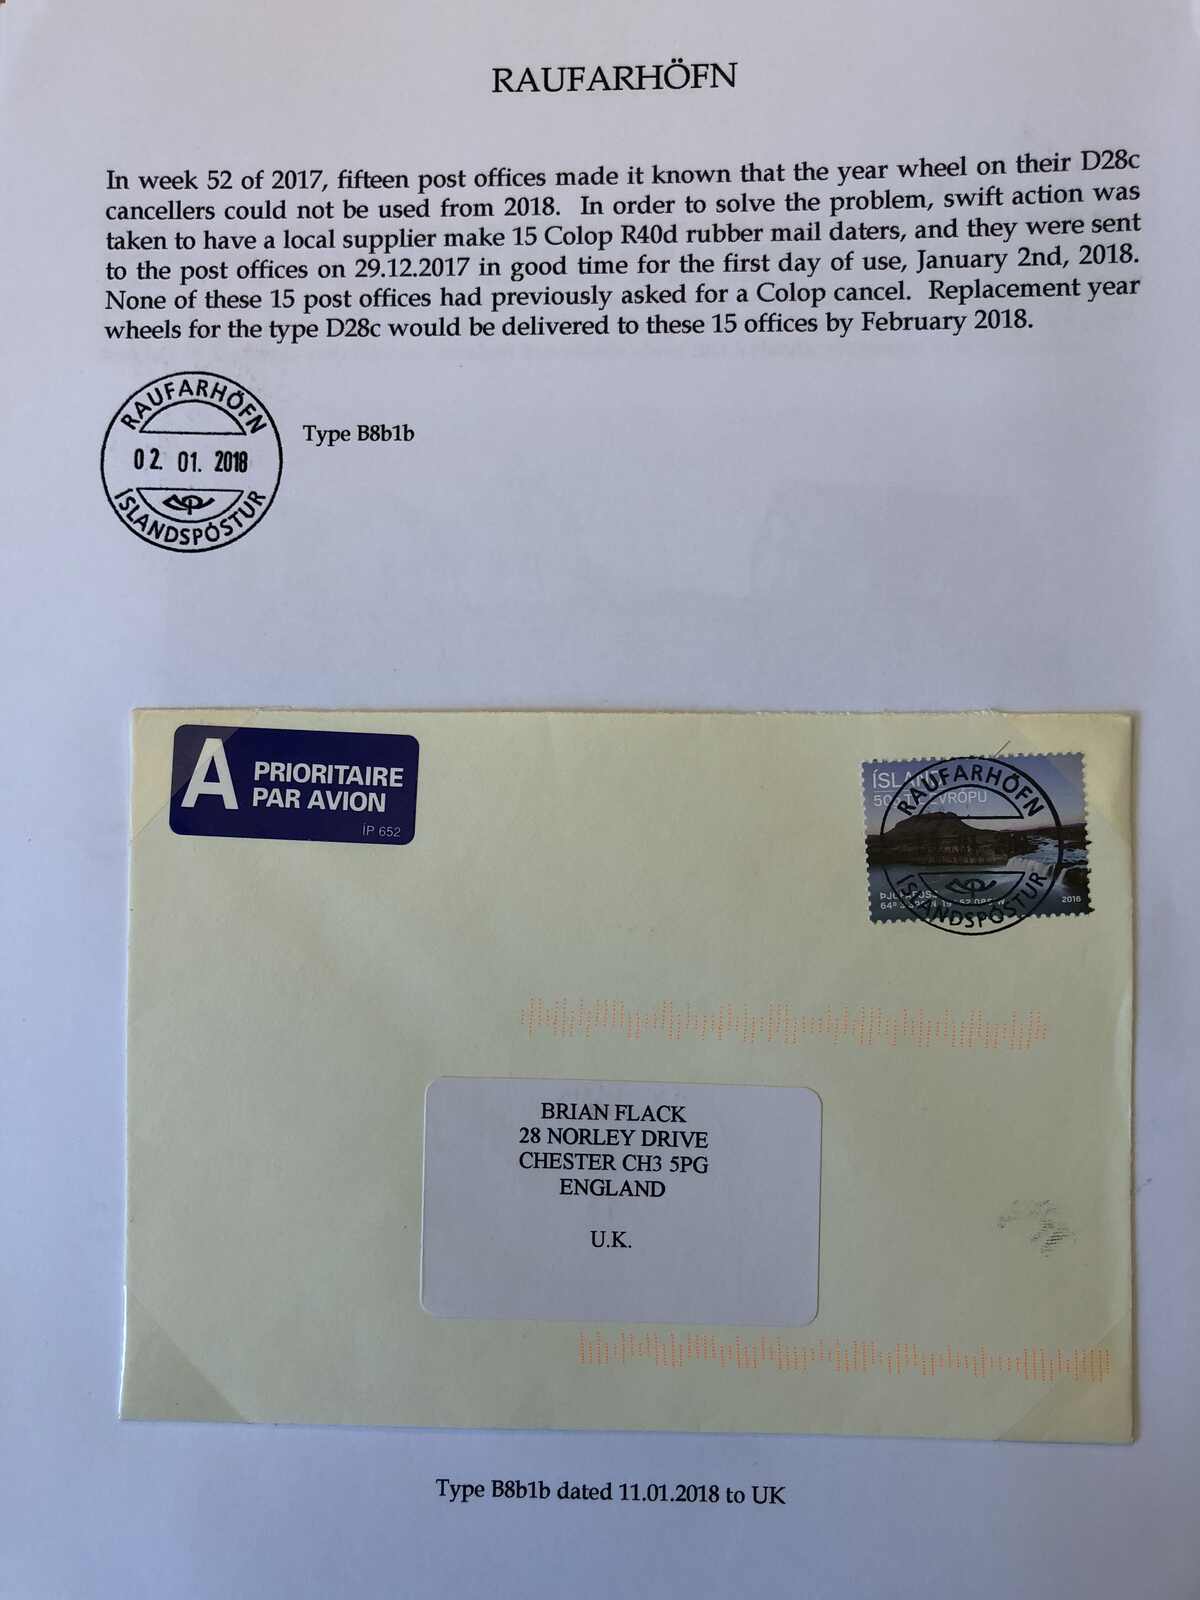 RAUFARHÖFN
In week 52 of 2017, fifteen post offices made it known that the year wheel on their D28c
cancellers could not be used from 2018. In order to solve the problem, swift action was
taken to have a local supplier make 15 Colop R40d rubber mail daters, and they were sent
to the post offices on 29.12.2017 in good time for the first day of use, January 2nd, 2018.
None of these 15 post offices had previously asked for a Colop cancel. Replacement year
wheels for the type D28c would be delivered to these 15 offices by February 2018.
RAUFARHÖFN
02. 01. 2018
ÍSLANDSPÓSTUR
Type B8b1b
A PRIORITAIRE
PAR AVION
ÍP 652
ÍSLAND
EVRÓPU
RAUFARHÖFN
ÍSLANDSPÓSTUR
2016
BRIAN FLACK
28 NORLEY DRIVE
CHESTER CH3 5PG
ENGLAND
U.K.
Type B8b1b dated 11.01.2018 to UK